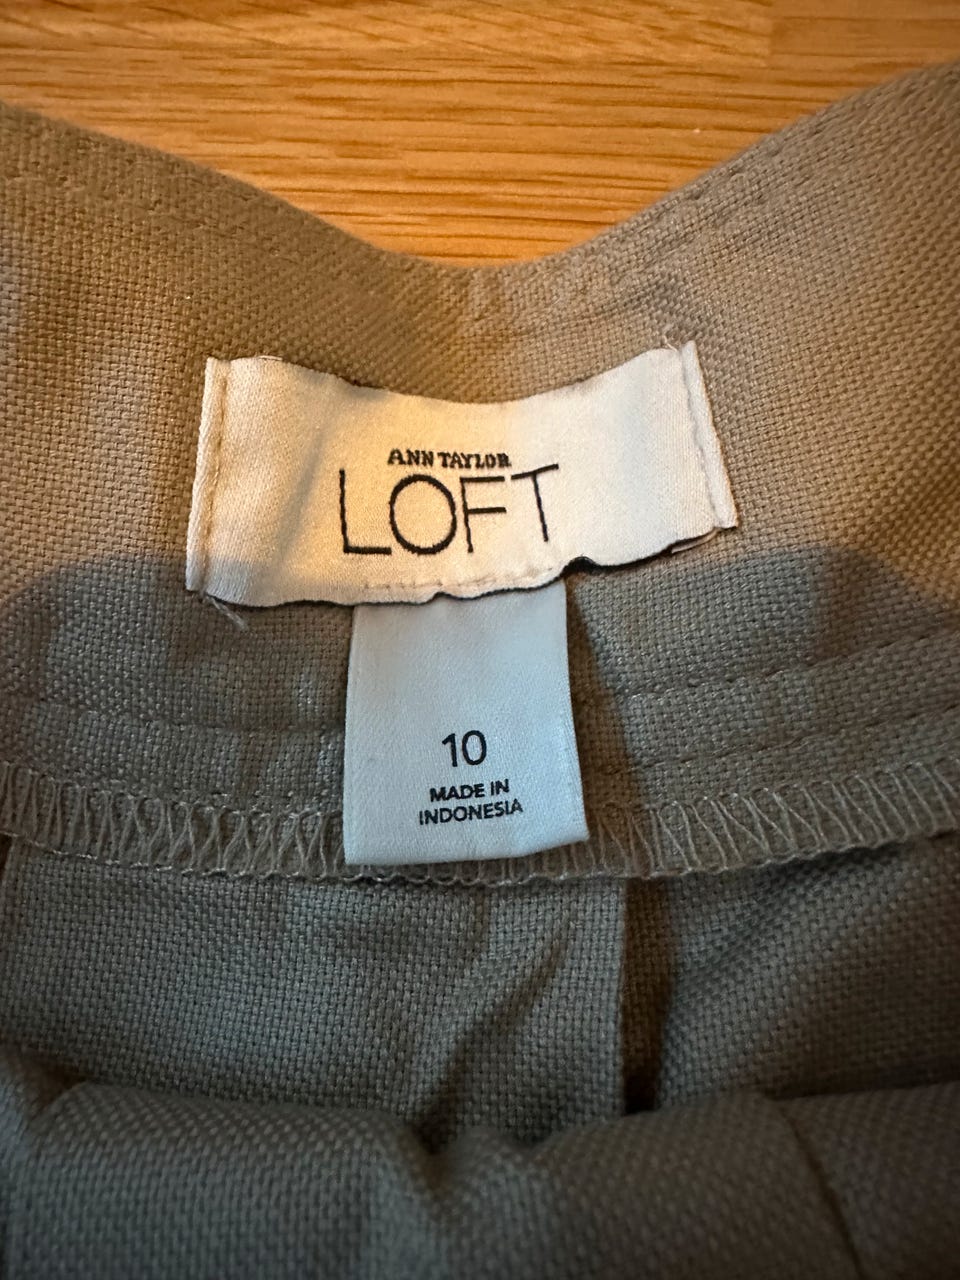 ANN TAYLOR
LOFT
10
MADE IN
INDONESIA